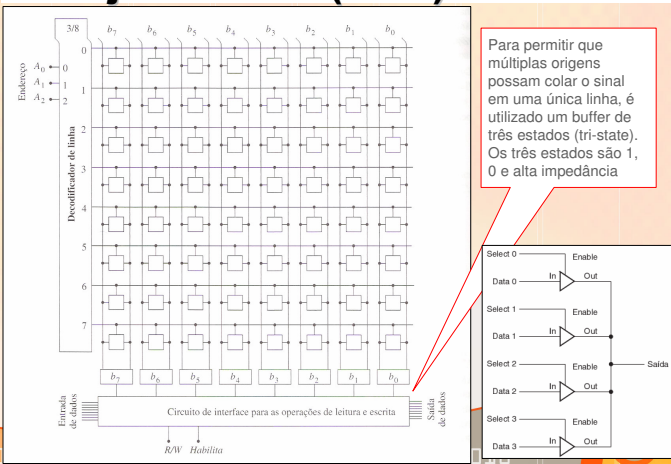 3/8
b7 b6 b5 b4 b3 b2 b1 b0
Endereço
A0 0
A1 1
A2 2
Decodificador de linha
0
1
2
3
4
5
6
7
b7 b6 b5 b4 b3 b2 b1 b0
Entrada
de dados
Circuito de interface para as operações de leitura e escrita
Saída
de dados
R/W Habilita
Para permitir que
múltiplas origens
possam colar o sinal
em uma única linha, é
utilizado um buffer de
três estados (tri-state).
Os três estados são 1,
0 e alta impedância
Select 0 Enable
Data 0 In Out
Select 1 Enable
Data 1 In Out
Saída
Select 2 Enable
Data 2 In Out
Select 3 Enable
Data 3 In Out